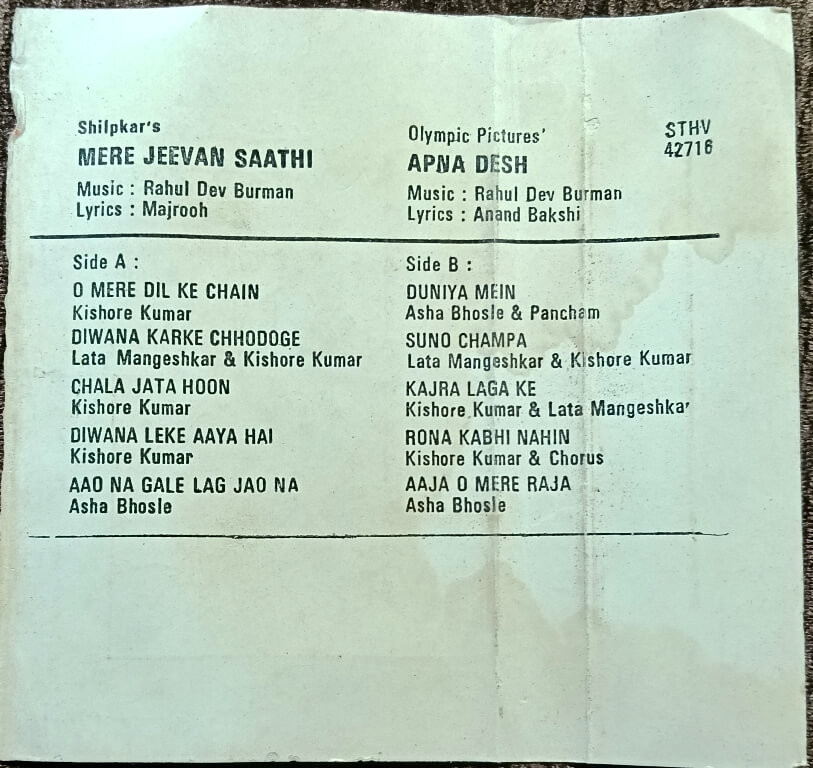 Shilpkar's
MERE JEEVAN SAATHI
Music : Rahul Dev Burman
Lyrics : Majrooh
Olympic Pictures'
APNA DESH
Music : Rahul Dev Burman
Lyrics : Anand Bakshi
STHV
42716
Side A :
O MERE DIL KE CHAIN
Kishore Kumar
DIWANA KARKE CHHODOGE
Lata Mangeshkar & Kishore Kumar
CHALA JATA HOON
Kishore Kumar
DIWANA LEKE AAYA HAI
Kishore Kumar
AAO NA GALE LAG JAO NA
Asha Bhosle
Side B :
DUNIYA MEIN
Asha Bhosle & Pancham
SUNO CHAMPA
Lata Mangeshkar & Kishore Kumar
KAJRA LAGA KE
Kishore Kumar & Lata Mangeshkar
RONA KABHI NAHIN
Kishore Kumar & Chorus
AAJA O MERE RAJA
Asha Bhosle